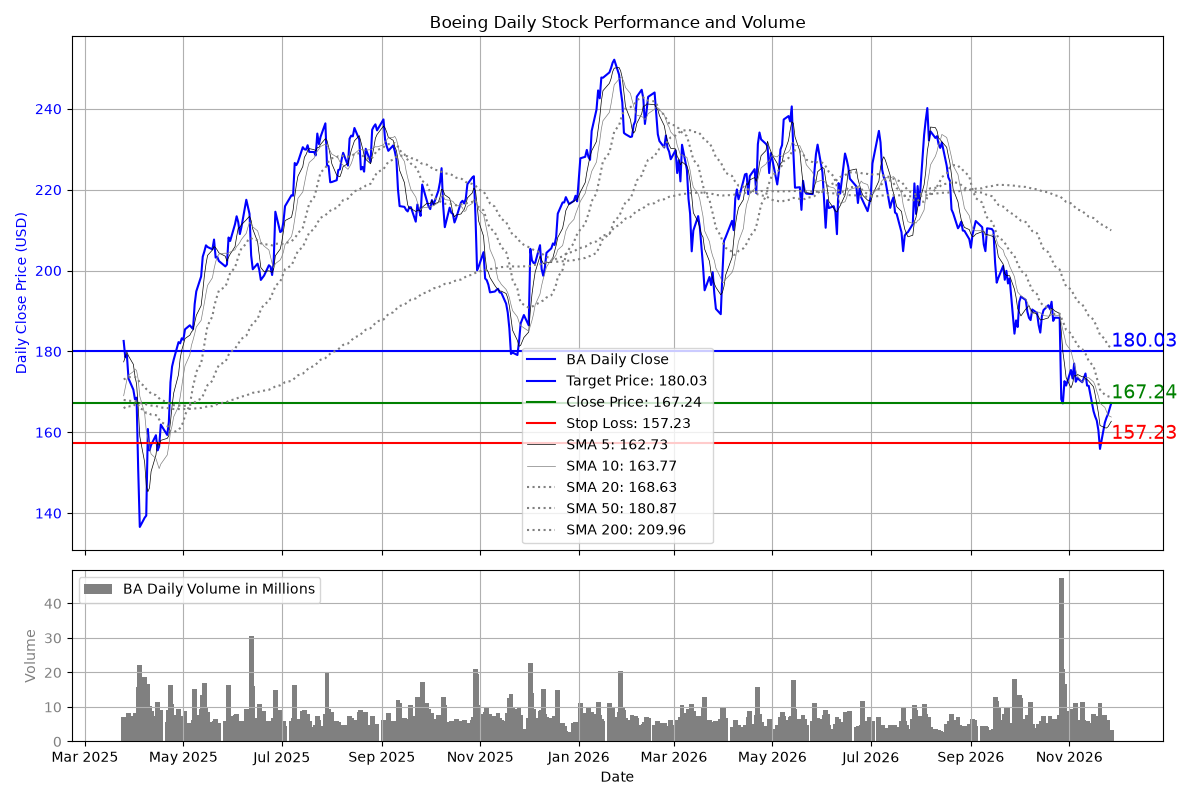 Boeing Daily Stock Performance and Volume
Daily Close Price (USD)
240
220
200
180
160
140
180.03
167.24
157.23
BA Daily Close
Target Price: 180.03
Close Price: 167.24
Stop Loss: 157.23
SMA 5: 162.73
SMA 10: 163.77
SMA 20: 168.63
SMA 50: 180.87
SMA 200: 209.96
BA Daily Volume in Millions
Volume
40
30
20
10
0
Mar 2025 May 2025 Jul 2025 Sep 2025 Nov 2025 Jan 2026 Mar 2026 May 2026 Jul 2026 Sep 2026 Nov 2026
Date